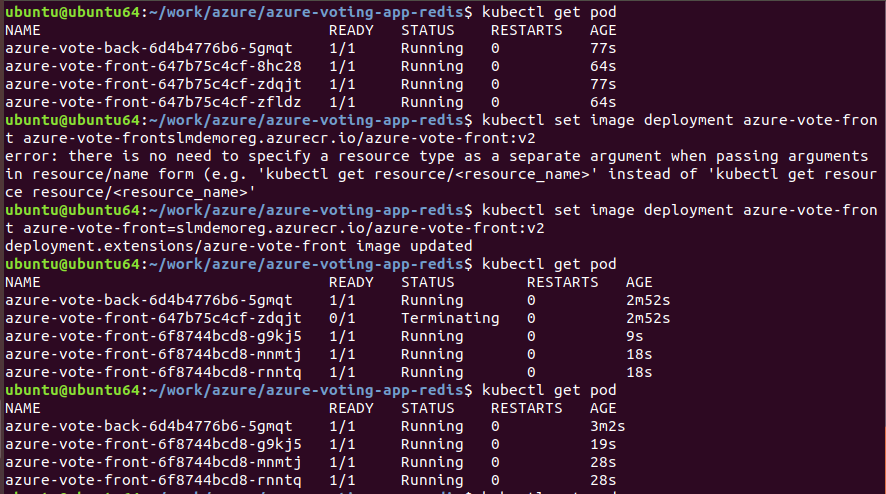 ubuntu@ubuntu64:~/work/azure/azure-voting-app-redis$ kubectl get pod
NAME READY STATUS RESTARTS AGE
azure-vote-back-6d4b4776b6-5gmqt 1/1 Running 0 77s
azure-vote-front-647b75c4cf-8hc28 1/1 Running 0 64s
azure-vote-front-647b75c4cf-zdqjt 1/1 Running 0 77s
azure-vote-front-647b75c4cf-zfldz 1/1 Running 0 64s
ubuntu@ubuntu64:~/work/azure/azure-voting-app-redis$ kubectl set image deployment azure-vote-fron
t azure-vote-frontslmdemoreg.azurecr.io/azure-vote-front:v2
error: there is no need to specify a resource type as a separate argument when passing arguments
in resource/name form (e.g. 'kubectl get resource/<resource_name>' instead of 'kubectl get resour
ce resource/<resource_name>'
ubuntu@ubuntu64:~/work/azure/azure-voting-app-redis$ kubectl set image deployment azure-vote-fron
t azure-vote-front=slmdemoreg.azurecr.io/azure-vote-front:v2
deployment.extensions/azure-vote-front image updated
ubuntu@ubuntu64:~/work/azure/azure-voting-app-redis$ kubectl get pod
NAME READY STATUS RESTARTS AGE
azure-vote-back-6d4b4776b6-5gmqt 1/1 Running 0 2m52s
azure-vote-front-647b75c4cf-zdqjt 0/1 Terminating 0 2m52s
azure-vote-front-6f8744bcd8-g9kj5 1/1 Running 0 9s
azure-vote-front-6f8744bcd8-mnmtj 1/1 Running 0 18s
azure-vote-front-6f8744bcd8-rnntq 1/1 Running 0 18s
ubuntu@ubuntu64:~/work/azure/azure-voting-app-redis$ kubectl get pod
NAME READY STATUS RESTARTS AGE
azure-vote-back-6d4b4776b6-5gmqt 1/1 Running 0 3m2s
azure-vote-front-6f8744bcd8-g9kj5 1/1 Running 0 19s
azure-vote-front-6f8744bcd8-mnmtj 1/1 Running 0 28s
azure-vote-front-6f8744bcd8-rnntq 1/1 Running 0 28s